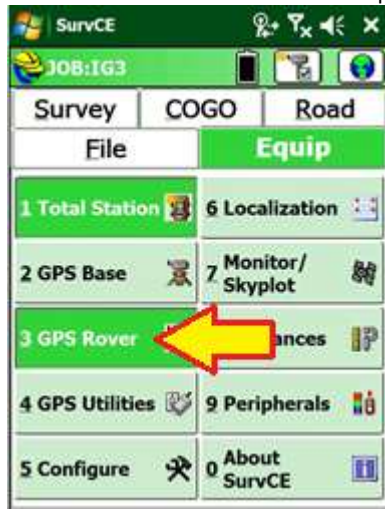 SurvCE
JOB:IG3
Survey COGO Road
File Equip
1 Total Station
6 Localization
2 GPS Base
7 Monitor/
Skyplot
3 GPS Rover
ances
4 GPS Utilities
9 Peripherals
5 Configure
0 About
SurvCE